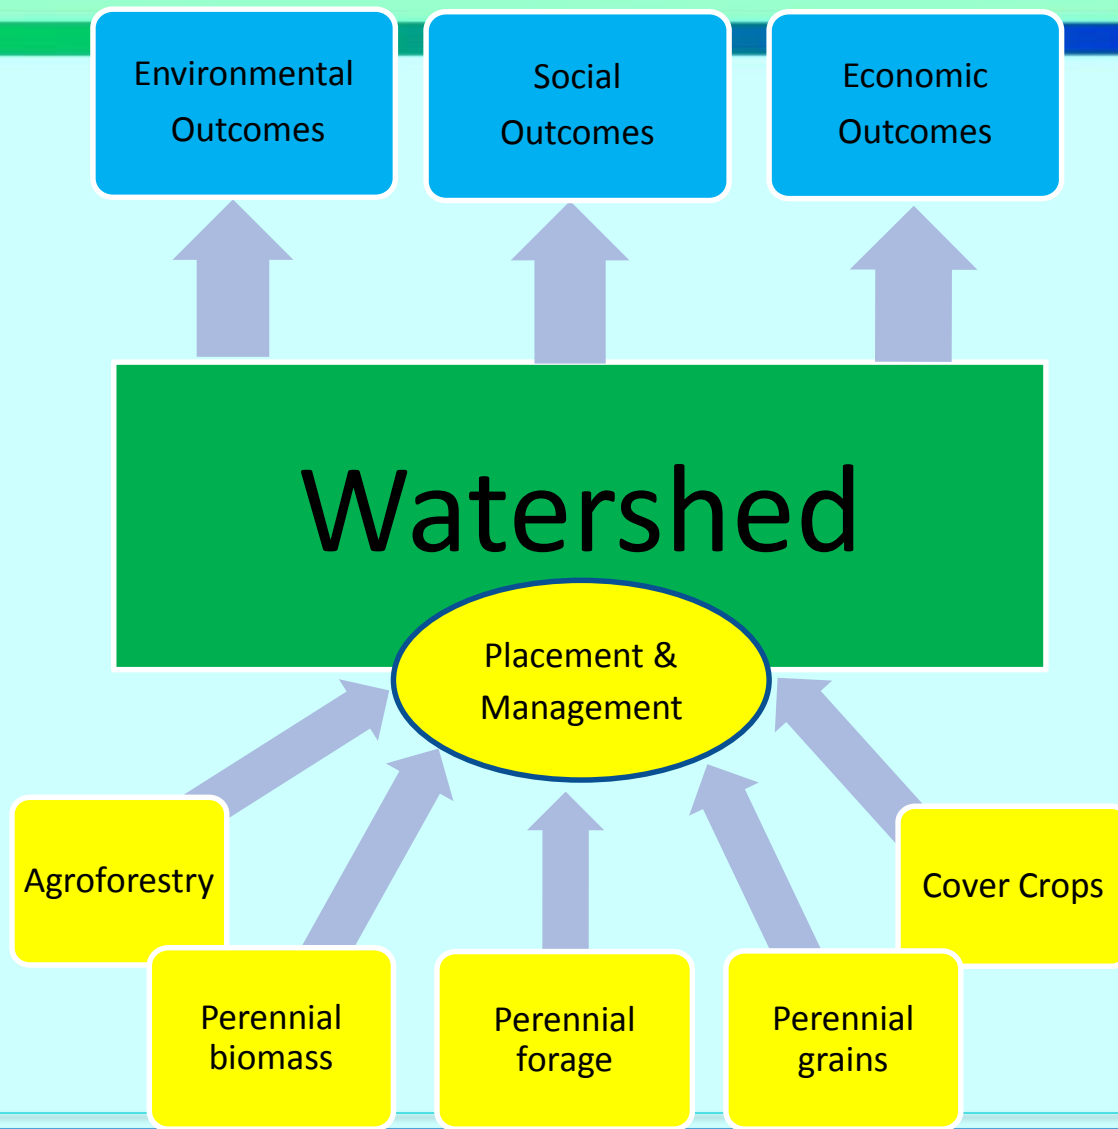 Environmental
Outcomes
Social
Outcomes
Economic
Outcomes
Watershed
Placement &
Management
Agroforestry
Cover Crops
Perennial
biomass
Perennial
forage
Perennial
grains